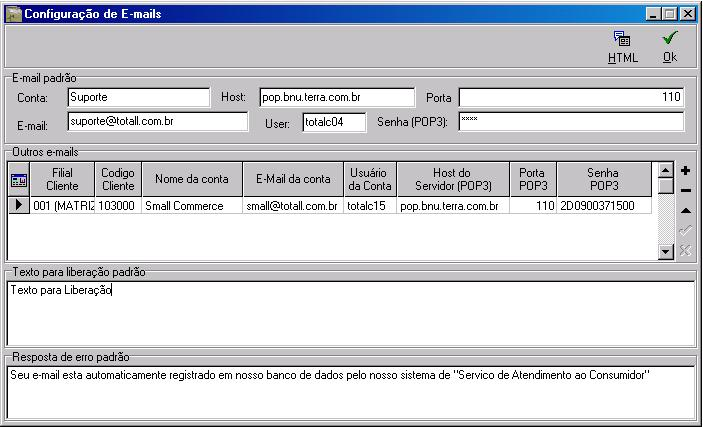 Configuração de E-mails
HTML
Ok
E-mail padrão
Conta: Suporte Host: pop.bnu.terra.com.br Porta 110
E-mail: suporte@totall.com.br User: totalc04 Senha (POP3): ****
Outros e-mails
Filial Cliente Codigo Cliente Nome da conta E-Mail da conta Usuário da Conta Host do Servidor (POP3) Porta POP3 Senha POP3
001 (MATRIZ 103000 Small Commerce small@totall.com.br totalc15 pop.bnu.terra.com.br 110 2D0900371500
Texto para liberação padrão
Texto para Liberação
Resposta de erro padrão
Seu e-mail esta automaticamente registrado em nosso banco de dados pelo nosso sistema de "Servico de Atendimento ao Consumidor"